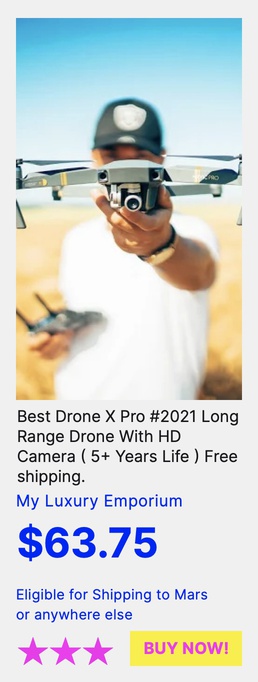 Best Drone X Pro #2021 Long
Range Drone With HD
Camera ( 5+ Years Life ) Free
shipping.
My Luxury Emporium
$63.75
Eligible for Shipping to Mars
or anywhere else
BUY NOW!